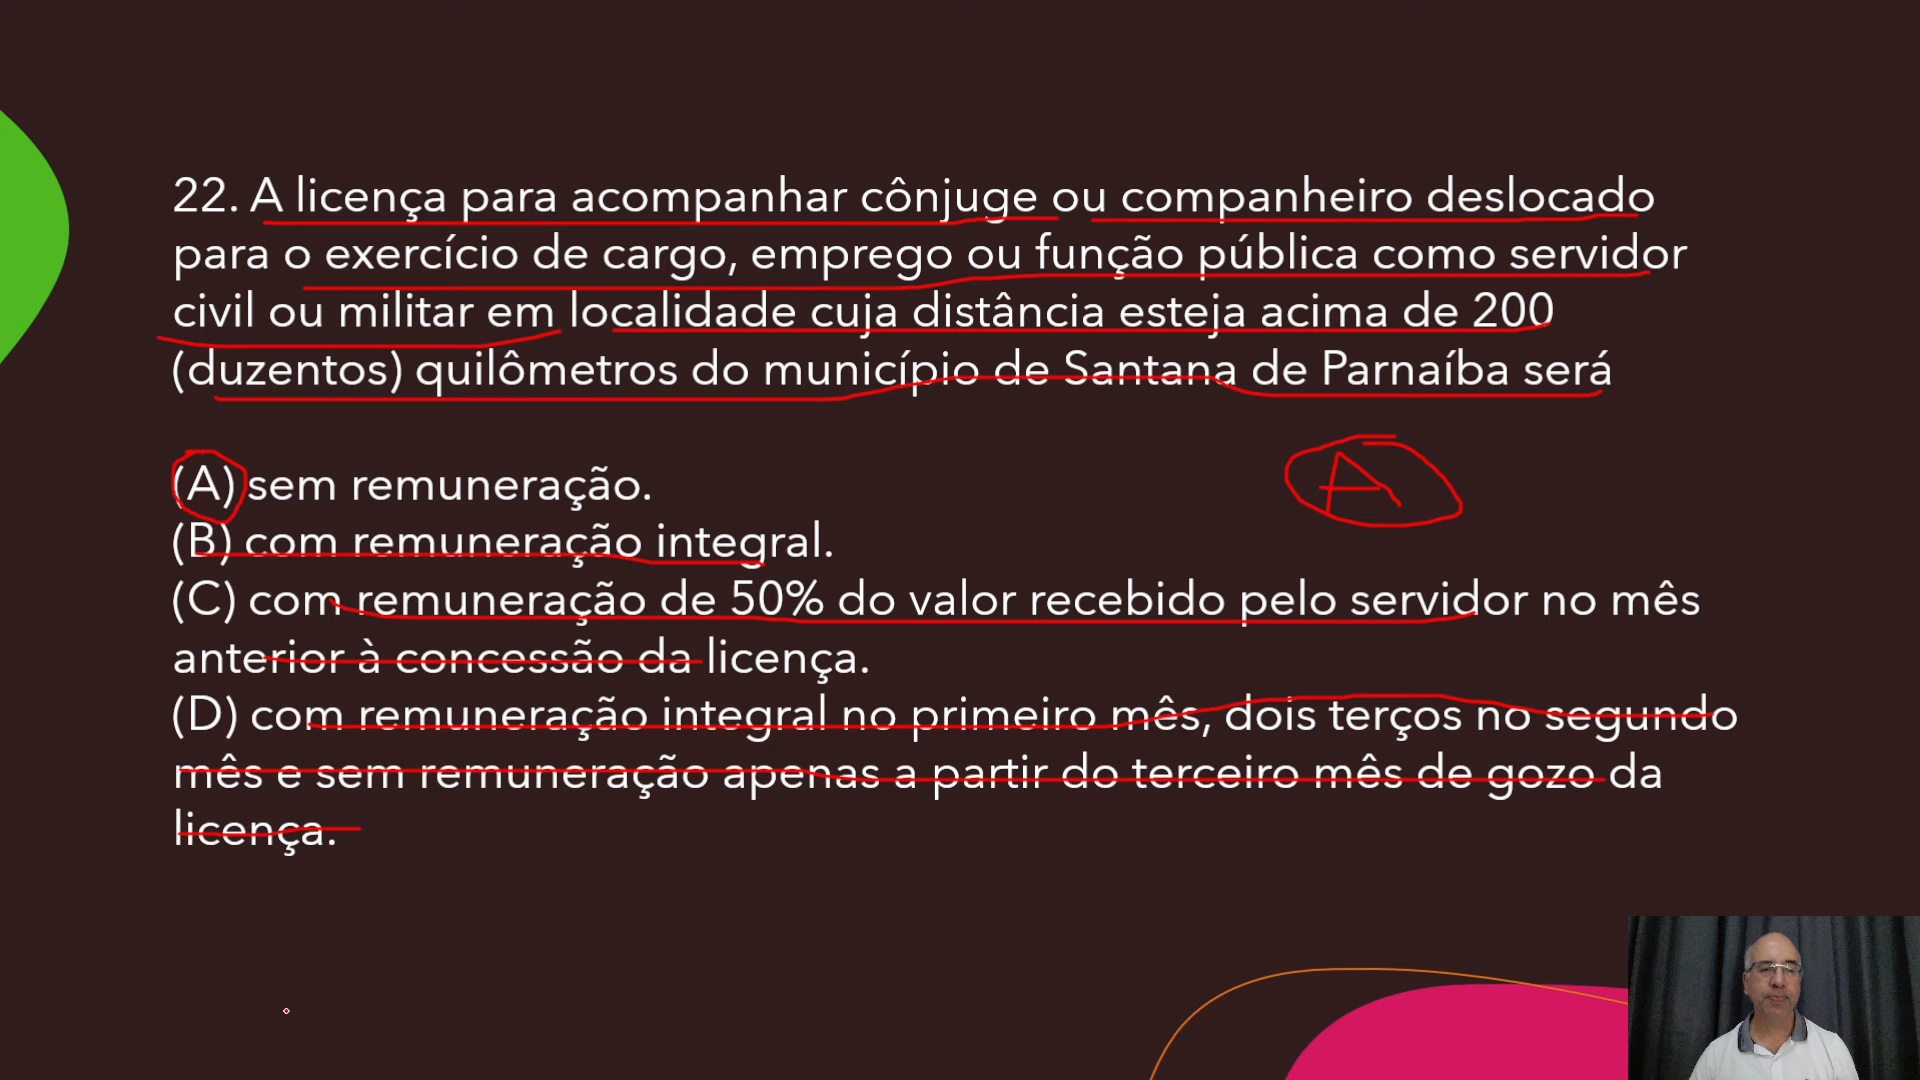 22. A licença para acompanhar cônjuge ou companheiro deslocado
para o exercício de cargo, emprego ou função pública como servidor
civil ou militar em localidade cuja distância esteja acima de 200
(duzentos) quilômetros do município de Santana de Parnaíba será
(A) sem remuneração.
A
(B) com remuneração integral.
(C) com remuneração de 50% do valor recebido pelo servidor no mês
anterior à concessão da licença.
(D) com remuneração integral no primeiro mês, dois terços no segundo
mês e sem remuneração apenas a partir do terceiro mês de gozo da
licença.